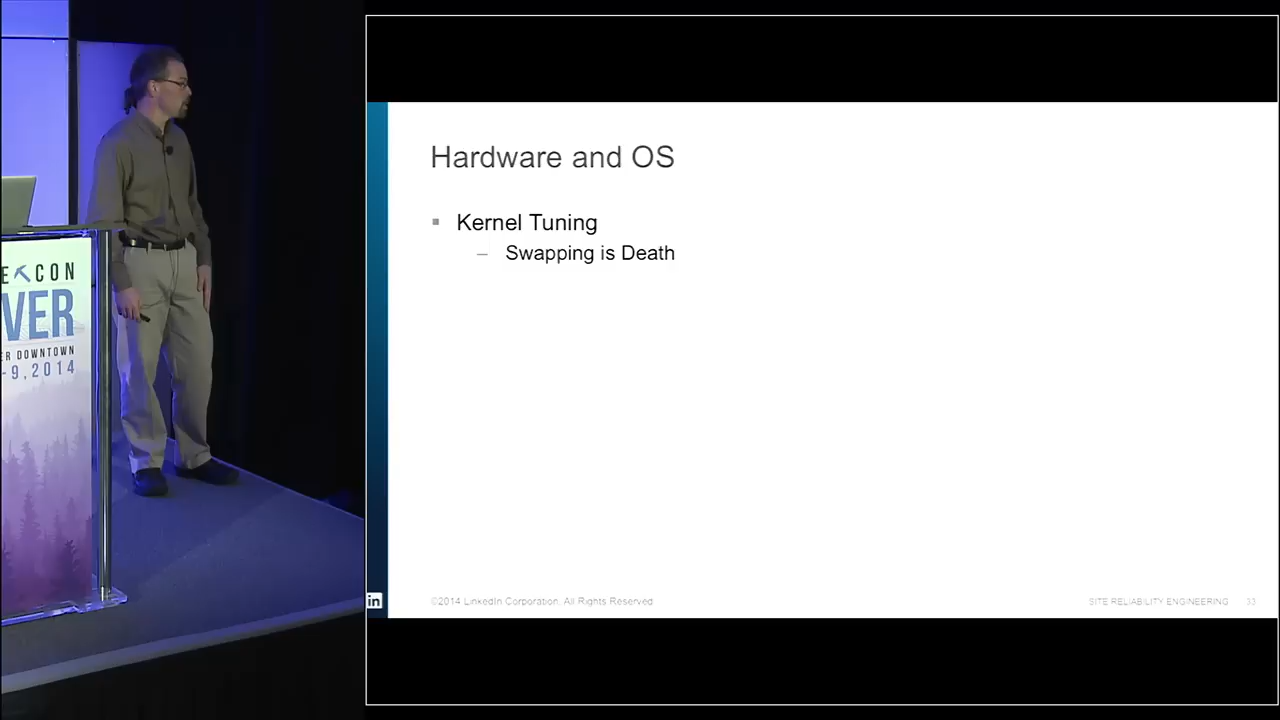 E CON
VER
ER DOWNTOWN
-9, 2014
Hardware and OS
Kernel Tuning
– Swapping is Death
in
©2014 LinkedIn Corporation. All Rights Reserved
SITE RELIABILITY ENGINEERING 33